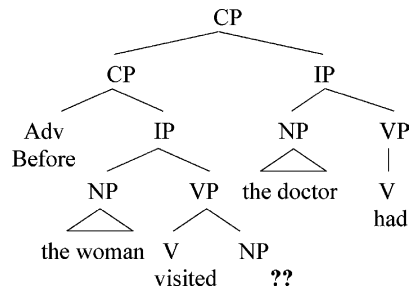 CP
CP IP
Adv IP NP VP
Before
NP VP the doctor V
had
the woman V NP
visited ??